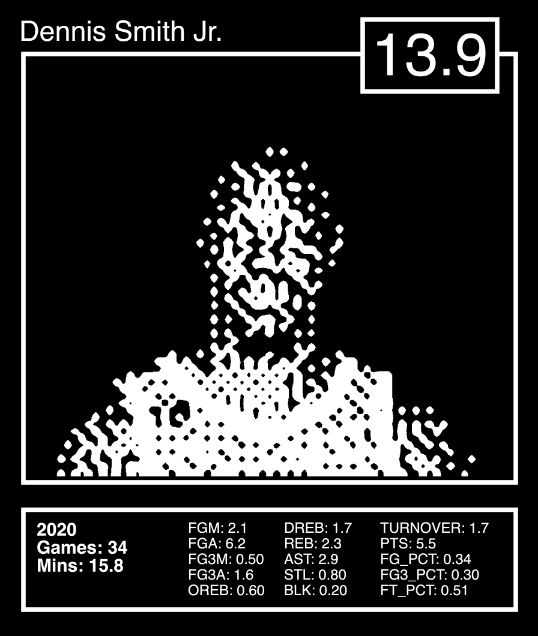 Dennis Smith Jr.
13.9
2020
Games: 34
Mins: 15.8
FGM: 2.1
FGA: 6.2
FG3M: 0.50
FG3A: 1.6
OREB: 0.60
DREB: 1.7
REB: 2.3
AST: 2.9
STL: 0.80
BLK: 0.20
TURNOVER: 1.7
PTS: 5.5
FG_PCT: 0.34
FG3_PCT: 0.30
FT_PCT: 0.51